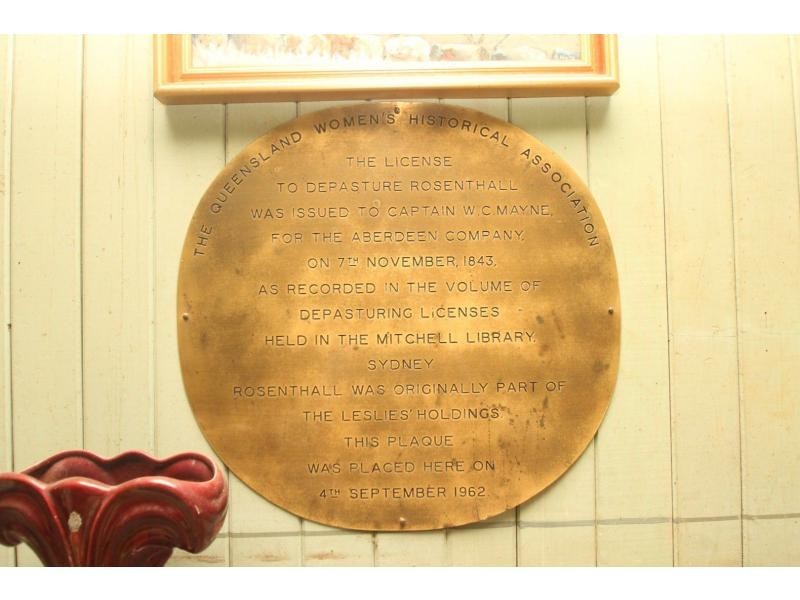 THE QUEENSLAND WOMEN'S HISTORICAL ASSOCIATION
THE LICENSE
TO DEPASTURE ROSENTHALL
WAS ISSUED TO CAPTAIN W.C.MAYNE,
FOR THE ABERDEEN COMPANY,
ON 7TH NOVEMBER, 1843,
AS RECORDED IN THE VOLUME OF
DEPASTURING LICENSES
HELD IN THE MITCHELL LIBRARY,
SYDNEY
ROSENTHALL WAS ORIGINALLY PART OF
THE LESLIES' HOLDINGS.
THIS PLAQUE
WAS PLACED HERE ON
4TH SEPTEMBER 1962.